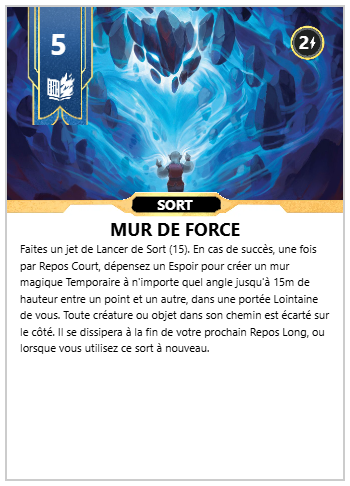 5
2
SORT
MUR DE FORCE
Faites un jet de Lancer de Sort (15). En cas de succès, une fois
par Repos Court, dépensez un Espoir pour créer un mur
magique Temporaire à n'importe quel angle jusqu'à 15m de
hauteur entre un point et un autre, dans une portée Lointaine
de vous. Toute créature ou objet dans son chemin est écarté sur
le côté. Il se dissipera à la fin de votre prochain Repos Long, ou
lorsque vous utilisez ce sort à nouveau.